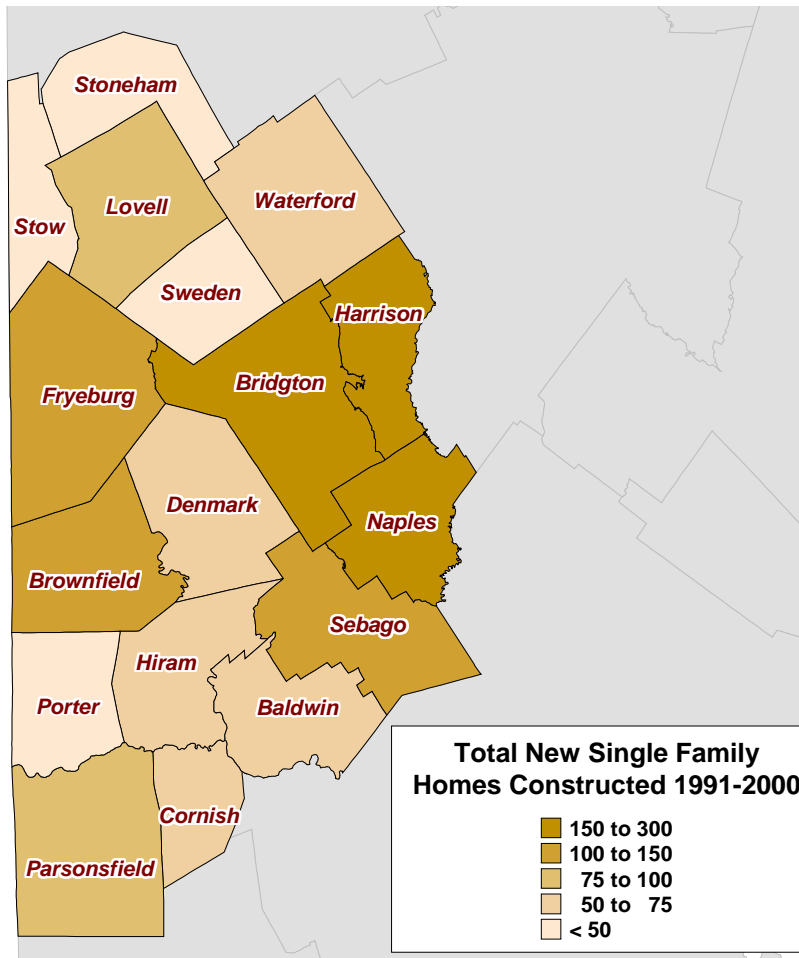 Stoneham
Lovell
Waterford
Stow
Sweden
Harrison
Bridgton
Fryeburg
Denmark
Naples
Brownfield
Sebago
Hiram
Porter
Baldwin
Cornish
Parsonsfield
Total New Single Family
Homes Constructed 1991-2000
150 to 300
100 to 150
75 to 100
50 to 75
< 50